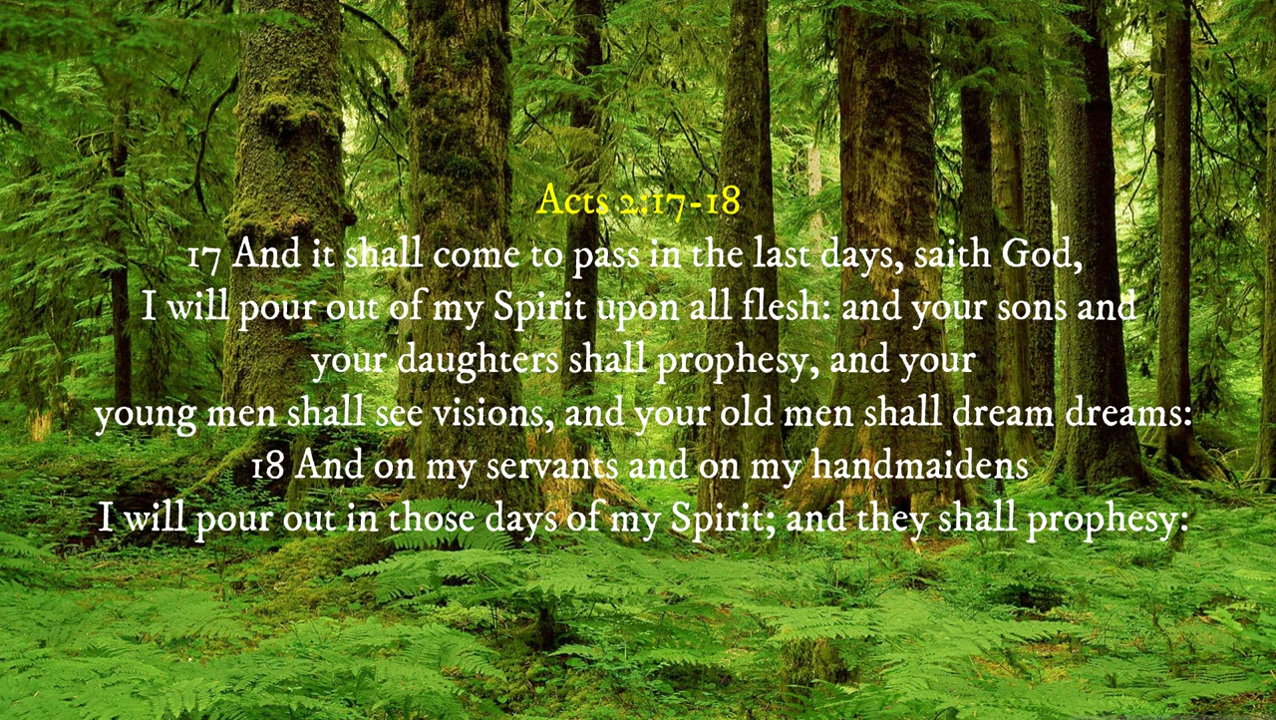 Acts 2:17-18
17 And it shall come to pass in the last days, saith God,
I will pour out of my Spirit upon all flesh: and your sons and
your daughters shall prophesy, and your
young men shall see visions, and your old men shall dream dreams:
18 And on my servants and on my handmaidens
I will pour out in those days of my Spirit; and they shall prophesy: